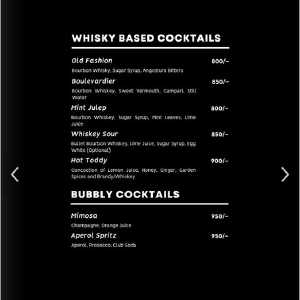 WHISKY BASED COCKTAILS
Old Fashion 800/-
Bourbon Whisky, Sugar Syrup, Angostura Bitters
Boulevardier 850/-
Bourbon Whiskey, Sweet Vermouth, Campari, Still
Water
Mint Julep 800/-
Bourbon Whiskey, Sugar Syrup, Mint Leaves, Lime
Juice
Whiskey Sour 850/-
Bullet Bourbon Whiskey, Lime Juice, Sugar Syrup, Egg
White (Optional)
Hot Toddy 900/-
Concoction of Lemon Juice, Honey, Ginger, Garden
Spices and Brandy/Whiskey
BUBBLY COCKTAILS
Mimosa 950/-
Champagne, Orange Juice
Aperol Spritz 950/-
Aperol, Prosecco, Club Soda